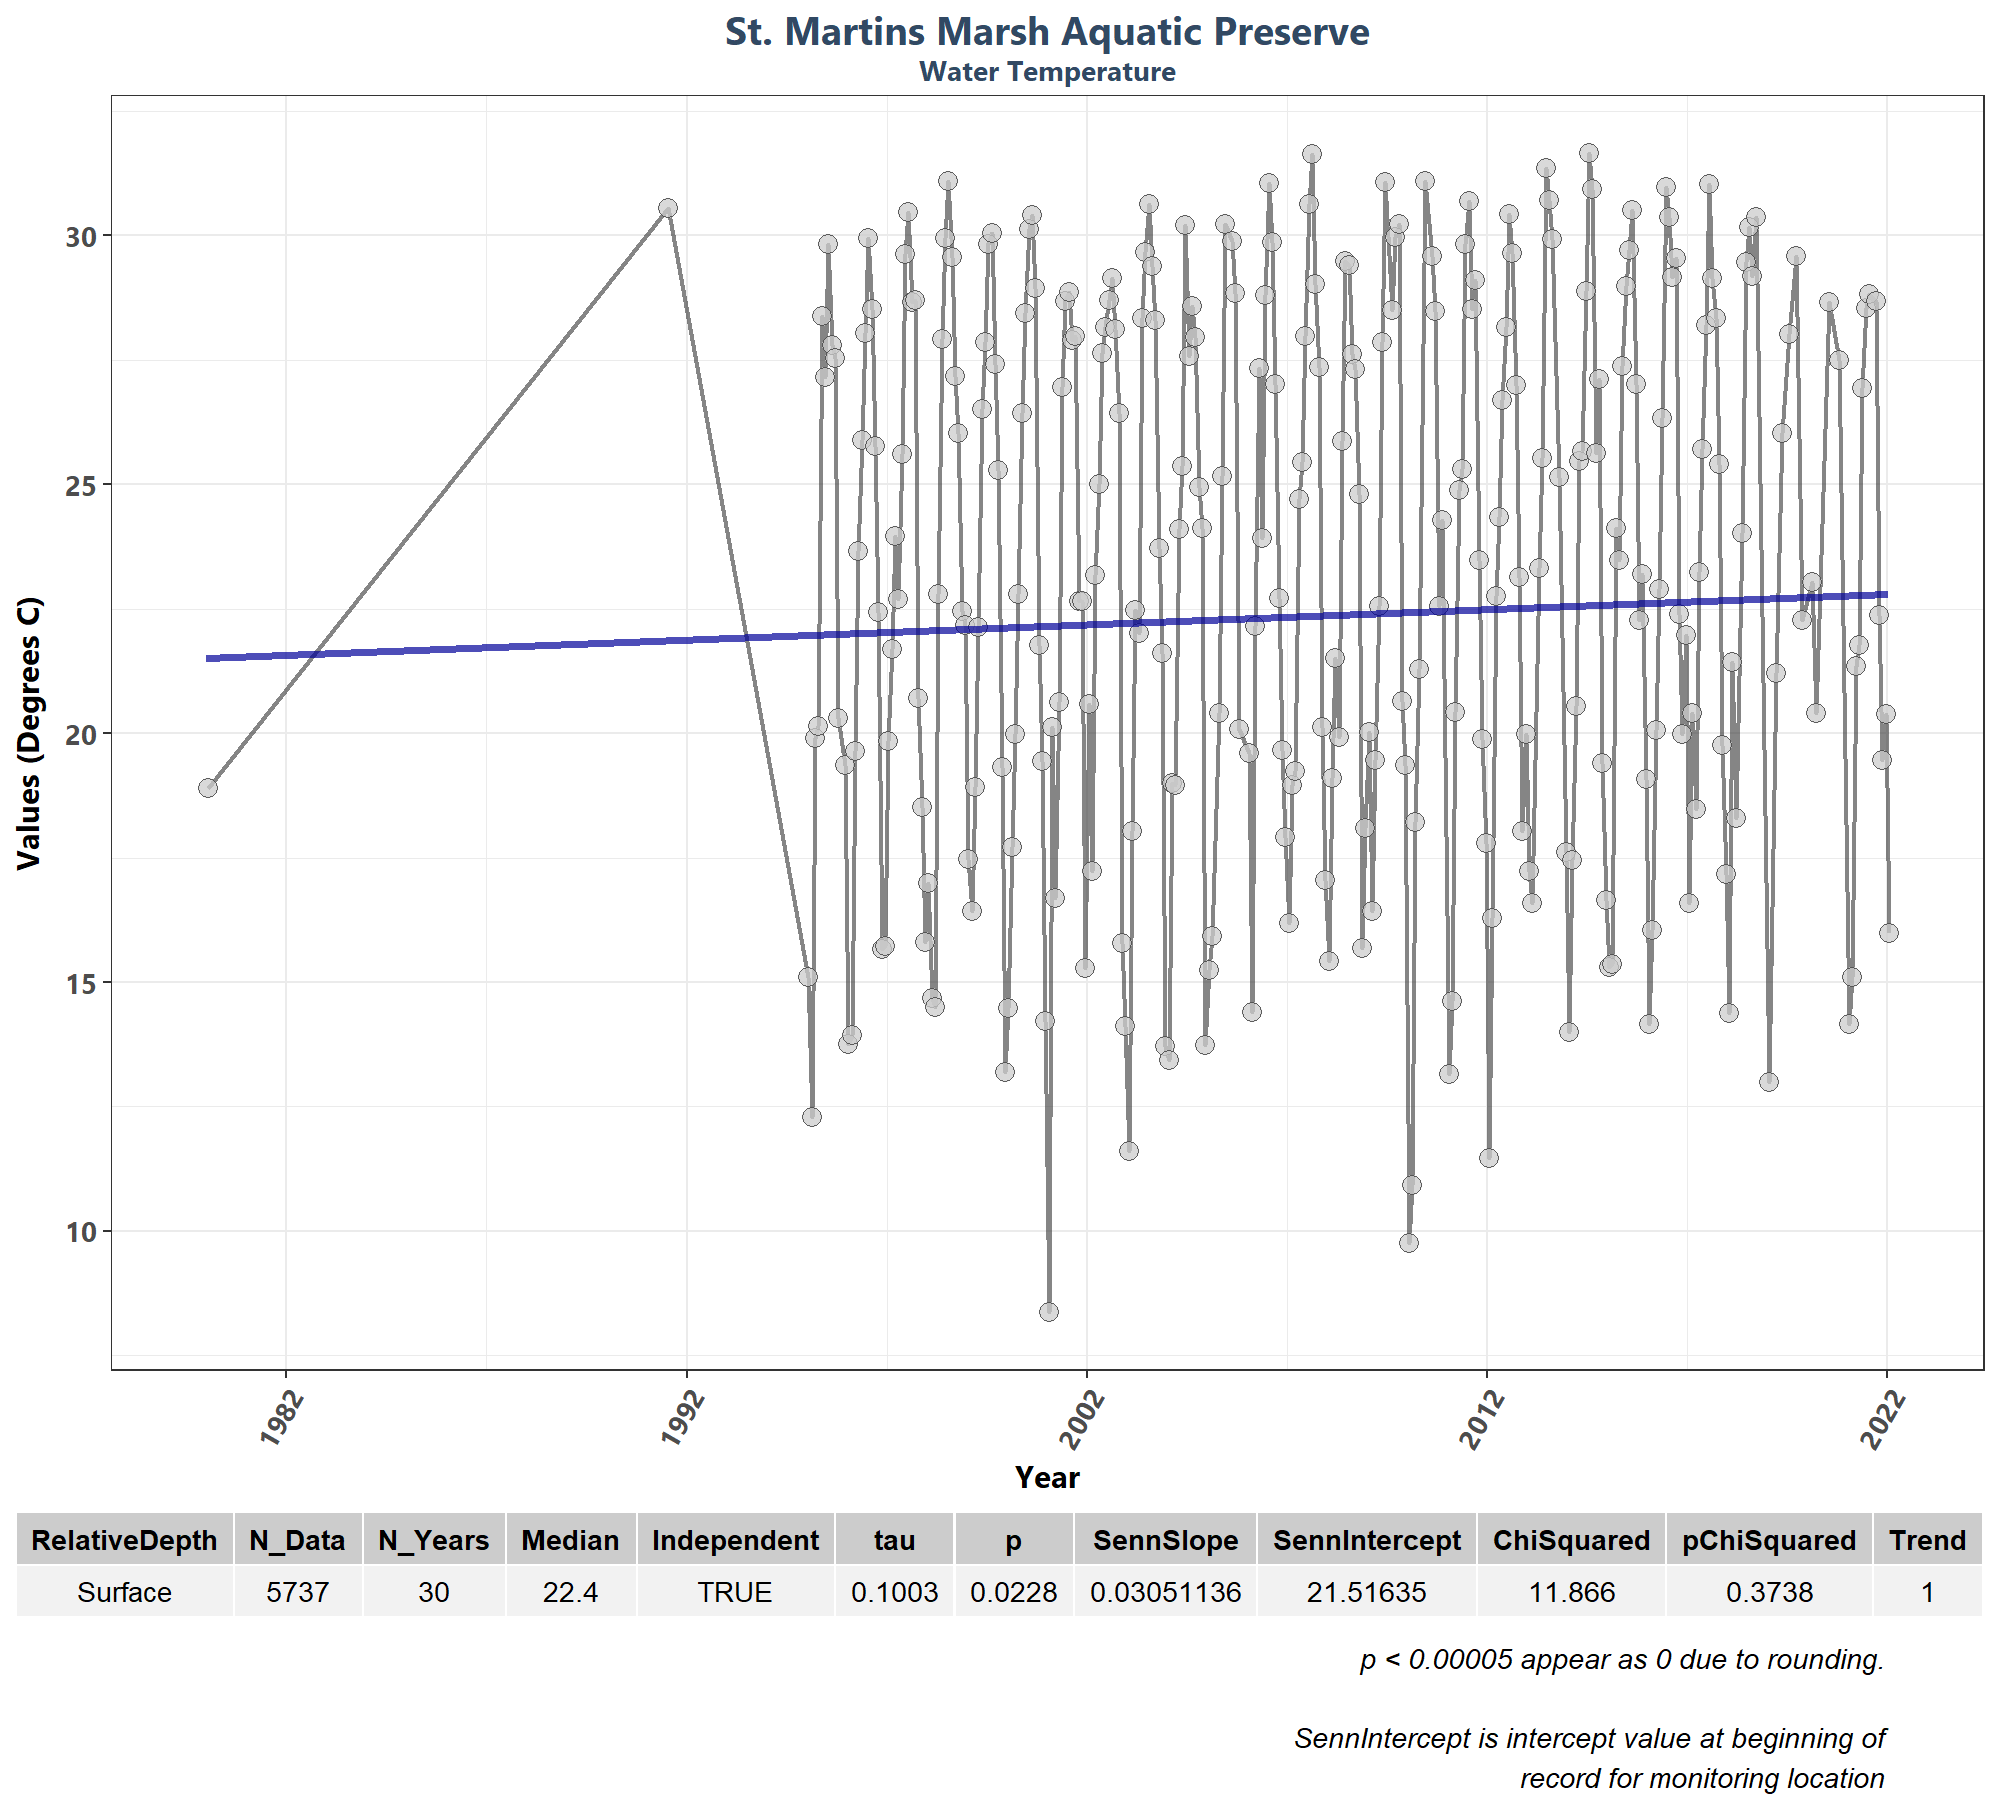 St. Martins Marsh Aquatic Preserve
Water Temperature
Values (Degrees C)
30
25
20
15
10
1982
1992
2002
2012
2022
Year
RelativeDepth N_Data N_Years Median Independent tau p SennSlope SennIntercept ChiSquared pChiSquared Trend
Surface 5737 30 22.4 TRUE 0.1003 0.0228 0.03051136 21.51635 11.866 0.3738 1
p < 0.00005 appear as 0 due to rounding.
SennIntercept is intercept value at beginning of
record for monitoring location